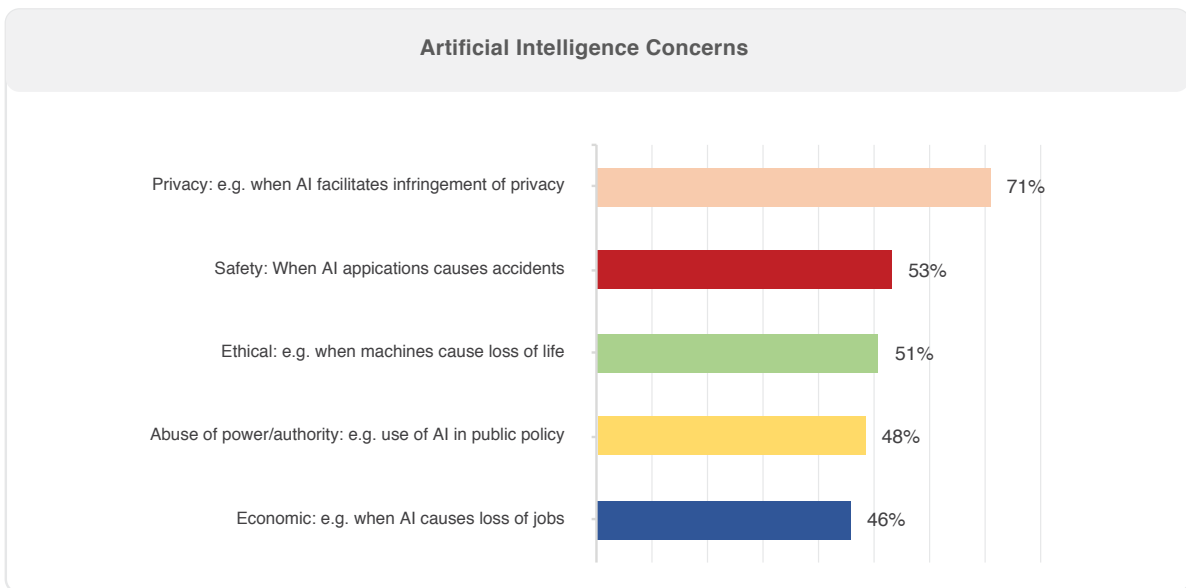 Artificial Intelligence Concerns
Privacy: e.g. when AI facilitates infringement of privacy
71%
Safety: When AI appications causes accidents
53%
Ethical: e.g. when machines cause loss of life
51%
Abuse of power/authority: e.g. use of AI in public policy
48%
Economic: e.g. when AI causes loss of jobs
46%